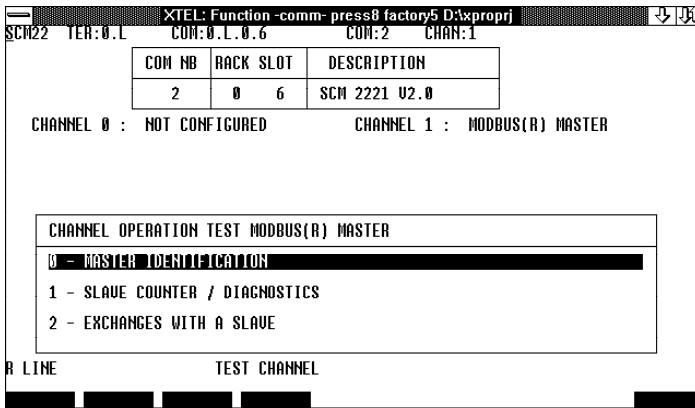 XTEL: Function -comm- press8 factory5 D:\xproprj
SCM22 TER:0.L COM:0.L.0.6 COM:2 CHAN:1
COM NB RACK SLOT DESCRIPTION
2 0 6 SCM 2221 V2.0
CHANNEL 0 : NOT CONFIGURED CHANNEL 1 : MODBUS(R) MASTER
CHANNEL OPERATION TEST MODBUS(R) MASTER
0 - MASTER IDENTIFICATION
1 - SLAVE COUNTER / DIAGNOSTICS
2 - EXCHANGES WITH A SLAVE
R LINE TEST CHANNEL